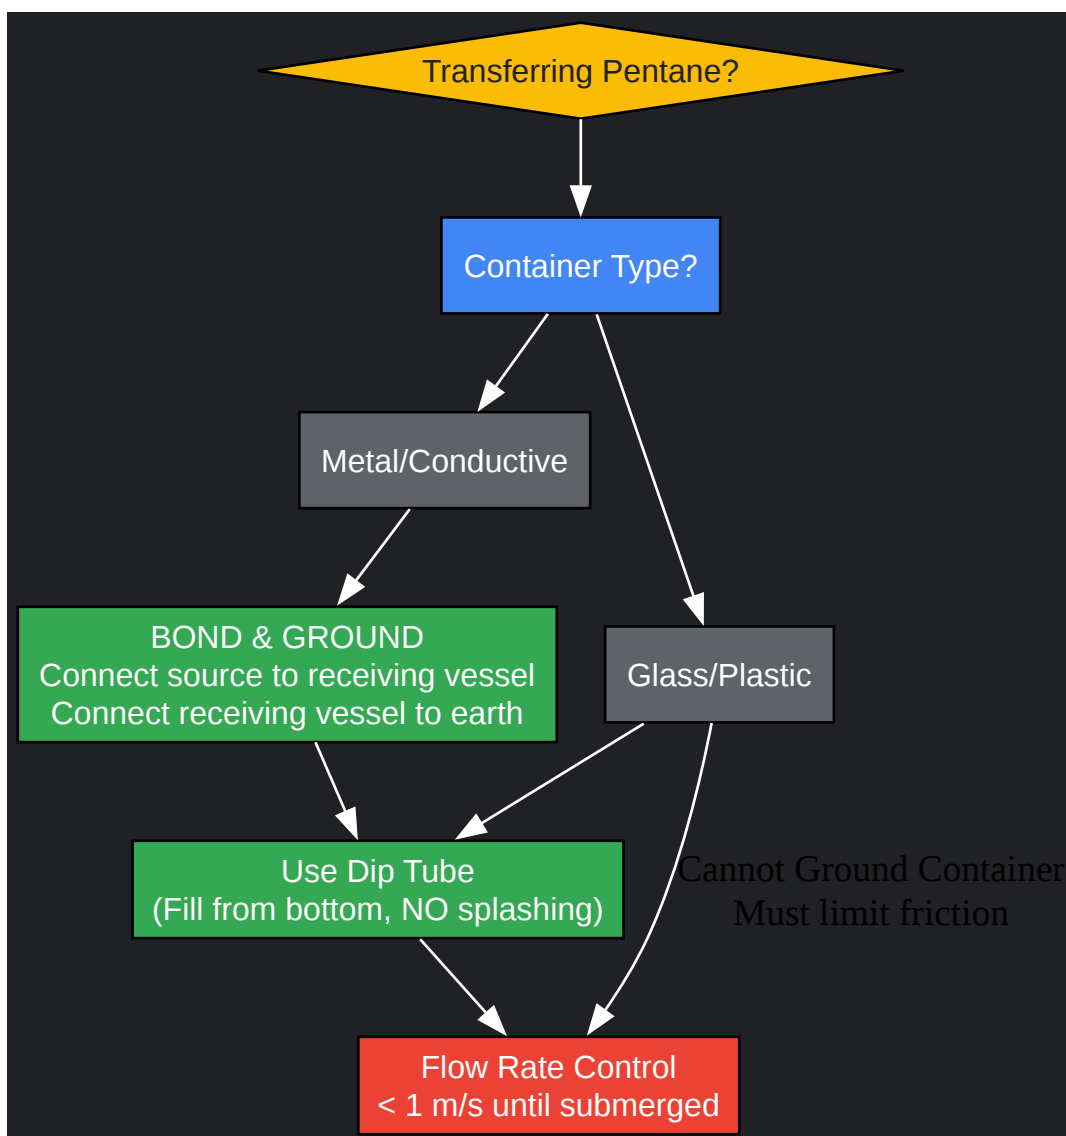 Transferring Pentane?
Container Type?
Metal/Conductive
BOND & GROUND
Connect source to receiving vessel
Connect receiving vessel to earth
Glass/Plastic
Use Dip Tube
(Fill from bottom, NO splashing)
Cannot Ground Container
Must limit friction
Flow Rate Control
< 1 m/s until submerged